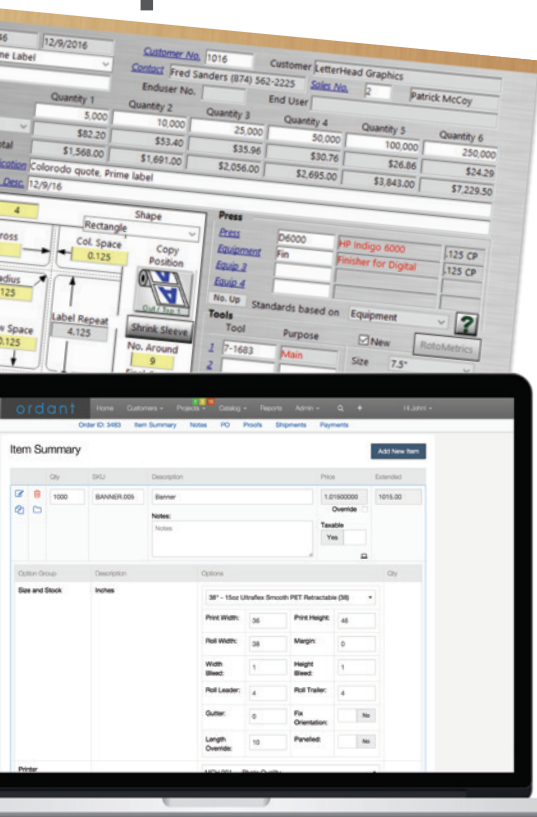 46 12/9/2016 Customer No. 1016 Customer LetterHead Graphics
me Label Contact Fred Sanders (874) 562-2225 Sales No. 2 Patrick McCoy
Enduser No. End User
Quantity 1 Quantity 2 Quantity 3 Quantity 4 Quantity 5 Quantity 6
5,000 10,000 25,000 50,000 100,000 250,000
$82.20 $53.40 $35.96 $30.76 $26.86 $24.29
tal $1,568.00 $1,691.00 $2,056.00 $2,695.00 $3,843.00 $7,229.50
ication Colorodo quote, Prime label
Desc. 12/9/16
4 Shape Press
Rectangle Press D6000 HP Indigo 6000 .125 CP
ross Col. Space Copy Equipment Fin Finisher for Digital .125 CP
0.125 Position Equip 3
Equip 4
adius No. Up Standards based on Equipment
125 Out / Top 1
Label Repeat Tools
4.125 Shrink Sleeve Tool Purpose New RotoMetrics
w Space No. Around 1 7-1683 Main Size 7.5"
0.125 9 2
ordant Home Customers Projects Catalog Reports Admin + Hi John!
Order ID: 3483 Item Summary Notes PO Proofs Shipments Payments
Item Summary Add New Item
Qty SKU Description Price Extended
1000 BANNER.005 Banner 1.01500000 1015.00
Override
Notes: Taxable
Notes Yes
Option Group Description Options Qty
Size and Stock Inches 38" - 15oz Ultraflex Smooth PET Retractable (38)
Print Width: 36 Print Height: 48
Roll Width: 38 Margin: 0
Width Bleed: 1 Height Bleed: 1
Roll Leader: 4 Roll Trailer: 4
Gutter: 0 Fix Orientation: No
Length Override: 10 Panelled: No
Printer